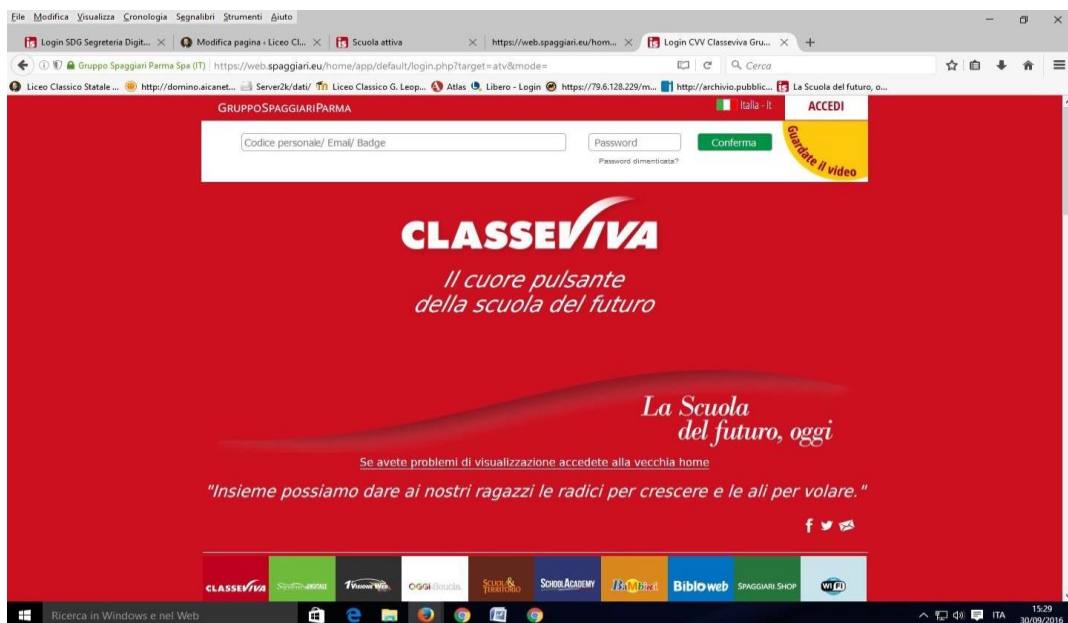 File Modifica Visualizza Cronologia Segnalibri Strumenti Aiuto
Login SDG Segreteria Digit... Modifica pagina ‹ Liceo Cl... Scuola attiva https://web.spaggiari.eu/hom... Login CVV Classeviva Gru...
Gruppo Spaggiari Parma Spa (IT) https://web.spaggiari.eu/home/app/default/login.php?target=atv&mode= Cerca
Liceo Classico Statale ... http://domino.aicanet... Server2k/dati/ Liceo Classico G. Leop... Atlas Libero - Login https://79.6.128.229/m... http://archivio.pubblic... La Scuola del futuro, o...
GRUPPOSPAGGIARIPARMA Italia - It ACCEDI
Codice personale/ Email/ Badge Password Conferma
Password dimenticata?
Guardate il video
CLASSEVIVA
Il cuore pulsante
della scuola del futuro
La Scuola
del futuro, oggi
Se avete problemi di visualizzazione accedete alla vecchia home
"Insieme possiamo dare ai nostri ragazzi le radici per crescere e le ali per volare."
CLASSEVIVA OGGIScuola SCUOLA& TERRITORIO SCHOOLACADEMY BaMbini Bibloweb SPAGGIARI.SHOP WiFi
Ricerca in Windows e nel Web ITA 15:29
30/09/2016